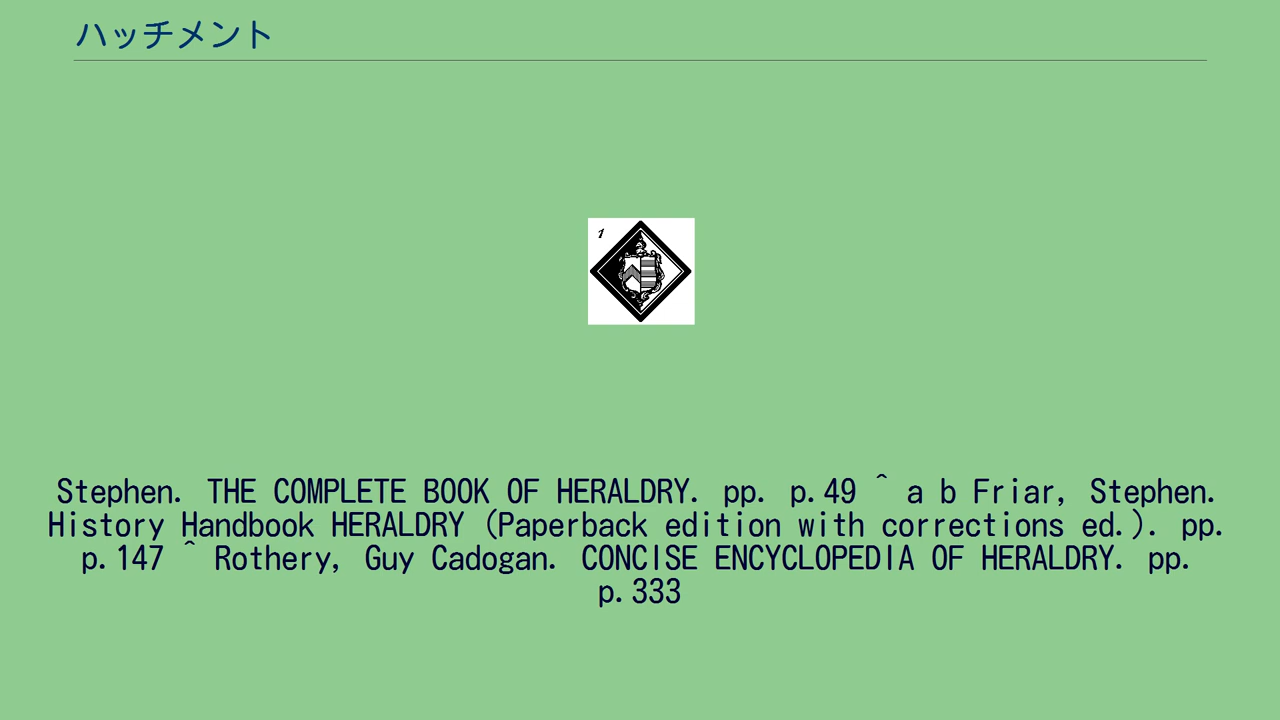 ハッチメント
1
Stephen. THE COMPLETE BOOK OF HERALDRY. pp. p.49 ^ a b Friar, Stephen.
History Handbook HERALDRY (Paperback edition with corrections ed.). pp.
p.147 ^ Rothery, Guy Cadogan. CONCISE ENCYCLOPEDIA OF HERALDRY. pp.
p.333